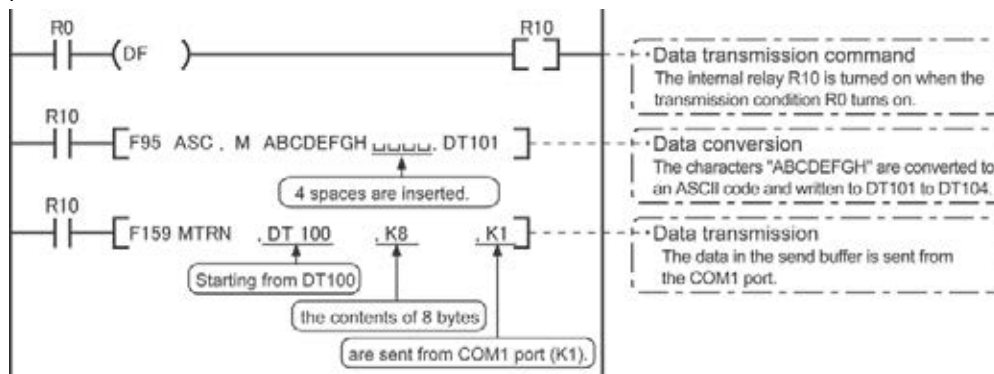 R0
(DF )
R10
Data transmission command
The internal relay R10 is turned on when the
transmission condition R0 turns on.
R10
F95 ASC , M ABCDEFGH␣␣␣␣, DT101
Data conversion
The characters "ABCDEFGH" are converted to
an ASCII code and written to DT101 to DT104.
4 spaces are inserted.
R10
F159 MTRN , DT 100 , K8 , K1
Data transmission
The data in the send buffer is sent from
the COM1 port.
Starting from DT100
the contents of 8 bytes
are sent from COM1 port (K1).